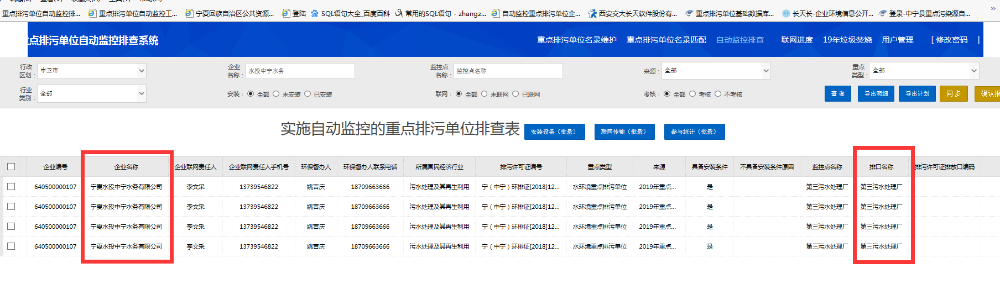 重点排污单位自动监控排... 重点排污单位自动监控工... 宁夏回族自治区公共资源... 登陆 SQL语句大全_百度百科 常用的SQL语句 - zhangz... 自动监控重点排污单位企... 西安交大长天软件股份有... 重点排污单位基础数据库... 长天长-企业环境信息公开... 登录-中宁县重点污染源自... »
重点排污单位自动监控排查系统 重点排污单位名录维护 重点排污单位名录匹配 自动监控排查 联网进度 19年垃圾焚烧 用户管理 [ 修改密码 |
行政区划: 中卫市 企业名称: 水投中宁水务 监控点名称: 监控点名称 来源: 全部 重点类型: 全部
行业类别: 全部 安装: 全部 未安装 已安装 联网: 全部 未联网 已联网 考核: 全部 考核 不考核 查 询 导出明细 导出计划 同 步 确认报
实施自动监控的重点排污单位排查表 安装设备（批量） 联网传输（批量） 参与统计（批量）
企业编号 企业名称 企业联网责任人 企业联网责任人手机号 环保督办人 环保督办人联系电话 所属国民经济行业 排污许可证编号 重点类型 来源 具备安装条件 不具备安装条件原因 监控点名称 排口名称 排污许可证排放口编码
640500000107 宁夏水投中宁水务有限公司 李文采 13739546822 姚吉庆 18709663666 污水处理及其再生利用 宁（中宁）环排证[2018]12... 水环境重点排污单位 2019年重点... 是 第三污水处理厂 第三污水处理厂
640500000107 宁夏水投中宁水务有限公司 李文采 13739546822 姚吉庆 18709663666 污水处理及其再生利用 宁（中宁）环排证[2018]12... 水环境重点排污单位 2019年重点... 是 第三污水处理厂 第三污水处理厂
640500000107 宁夏水投中宁水务有限公司 李文采 13739546822 姚吉庆 18709663666 污水处理及其再生利用 宁（中宁）环排证[2018]12... 水环境重点排污单位 2019年重点... 是 第三污水处理厂 第三污水处理厂
640500000107 宁夏水投中宁水务有限公司 李文采 13739546822 姚吉庆 18709663666 污水处理及其再生利用 宁（中宁）环排证[2018]12... 水环境重点排污单位 2019年重点... 是 第三污水处理厂 第三污水处理厂